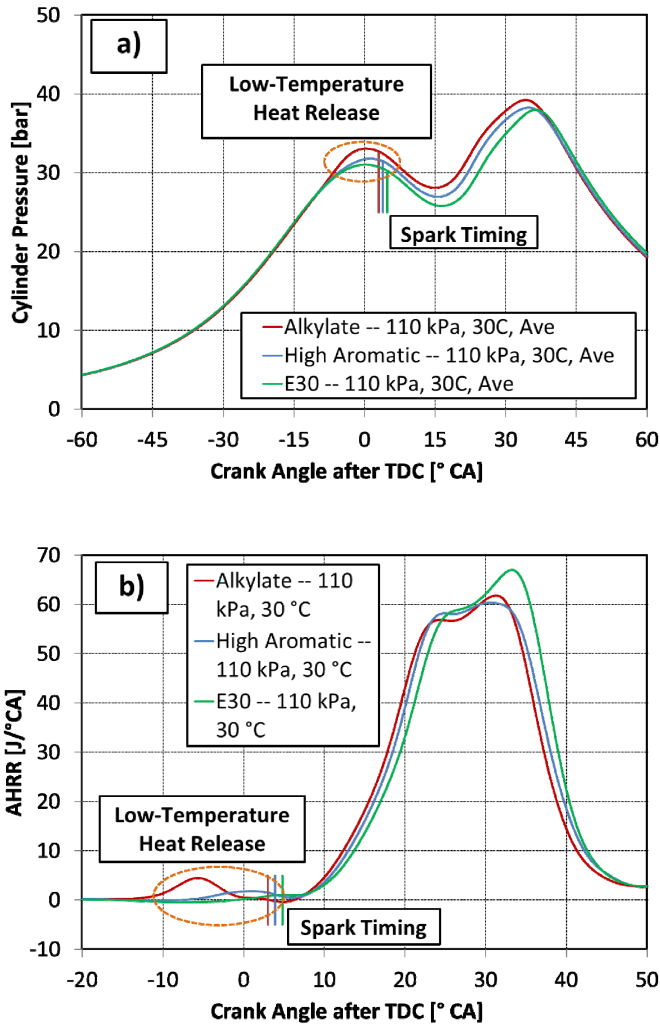 a)
Low-Temperature
Heat Release
Spark Timing
Cylinder Pressure [bar]
50
40
30
20
10
0
Alkylate -- 110 kPa, 30C, Ave
High Aromatic -- 110 kPa, 30C, Ave
E30 -- 110 kPa, 30C, Ave
-60 -45 -30 -15 0 15 30 45 60
Crank Angle after TDC [° CA]
b)
Alkylate -- 110
kPa, 30 °C
High Aromatic --
110 kPa, 30 °C
E30 -- 110 kPa,
30 °C
Low-Temperature
Heat Release
Spark Timing
AHRR [J/°CA]
70
60
50
40
30
20
10
0
-10
-20 -10 0 10 20 30 40 50
Crank Angle after TDC [° CA]